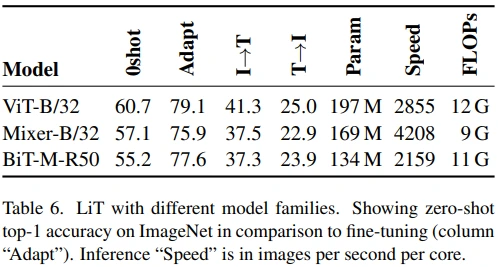 Model 0shot Adapt I→T T→I Param Speed FLOPs
ViT-B/32 60.7 79.1 41.3 25.0 197 M 2855 12 G
Mixer-B/32 57.1 75.9 37.5 22.9 169 M 4208 9 G
BiT-M-R50 55.2 77.6 37.3 23.9 134 M 2159 11 G
Table 6. LiT with different model families. Showing zero-shot
top-1 accuracy on ImageNet in comparison to fine-tuning (column
“Adapt”). Inference “Speed” is in images per second per core.